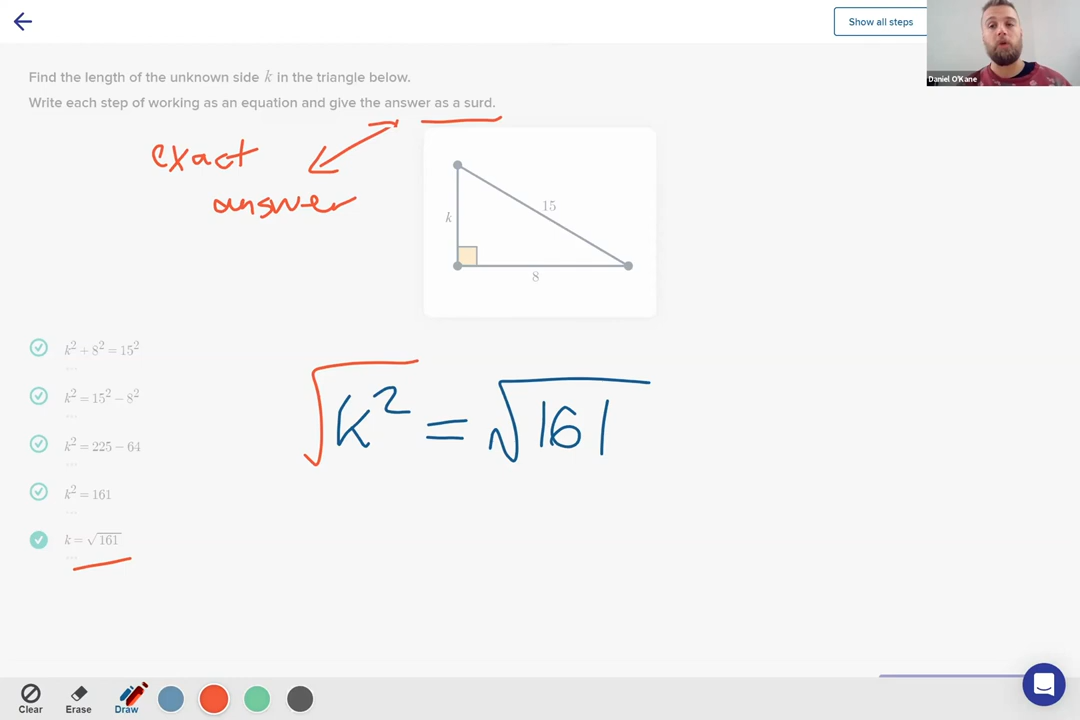 Show all steps
Daniel O'Kane
Find the length of the unknown side k in the triangle below.
Write each step of working as an equation and give the answer as a surd.
exact
answer
15
k
8
k² + 8² = 15²
...
k² = 15² − 8²
...
k² = 225 − 64
...
k² = 161
...
k = √161
...
√k² = √161
Clear
Erase
Draw